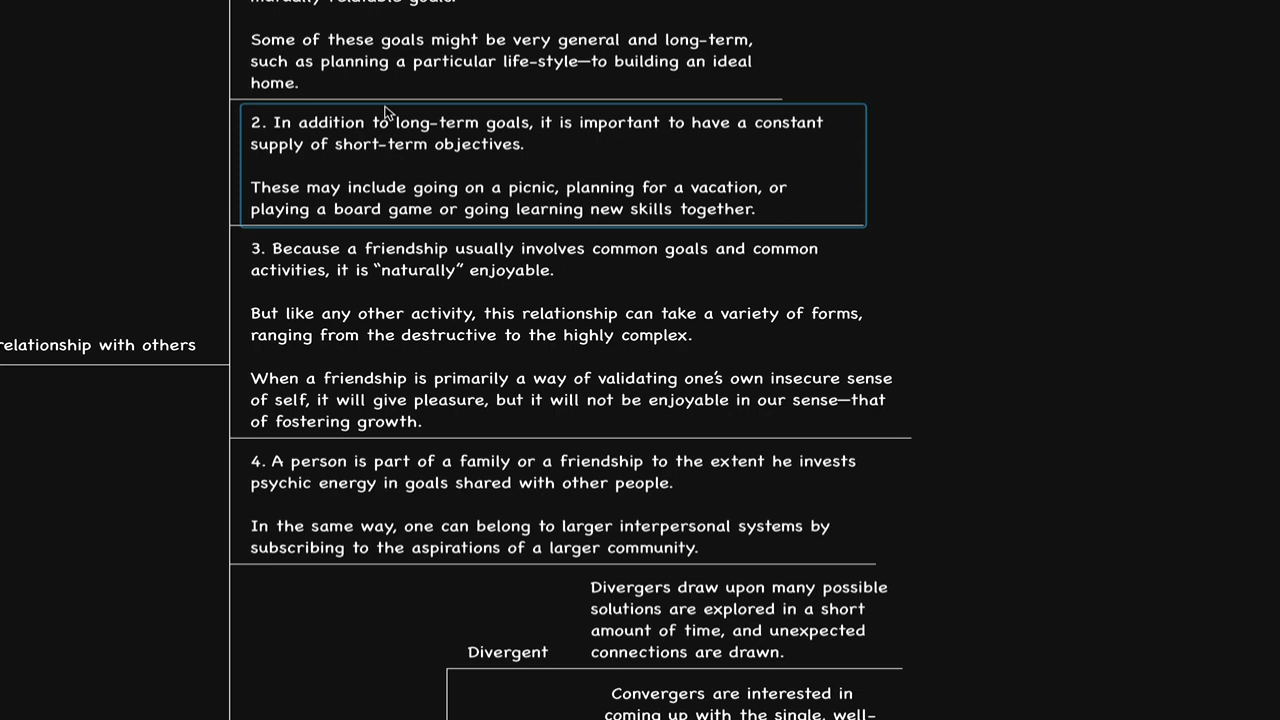 mutually relatable goals.
Some of these goals might be very general and long-term,
such as planning a particular life-style—to building an ideal
home.
2. In addition to long-term goals, it is important to have a constant
supply of short-term objectives.
These may include going on a picnic, planning for a vacation, or
playing a board game or going learning new skills together.
3. Because a friendship usually involves common goals and common
activities, it is “naturally” enjoyable.
But like any other activity, this relationship can take a variety of forms,
ranging from the destructive to the highly complex.
relationship with others
When a friendship is primarily a way of validating one’s own insecure sense
of self, it will give pleasure, but it will not be enjoyable in our sense—that
of fostering growth.
4. A person is part of a family or a friendship to the extent he invests
psychic energy in goals shared with other people.
In the same way, one can belong to larger interpersonal systems by
subscribing to the aspirations of a larger community.
Divergers draw upon many possible
solutions are explored in a short
amount of time, and unexpected
connections are drawn.
Divergent
Convergers are interested in
coming up with the single, well-